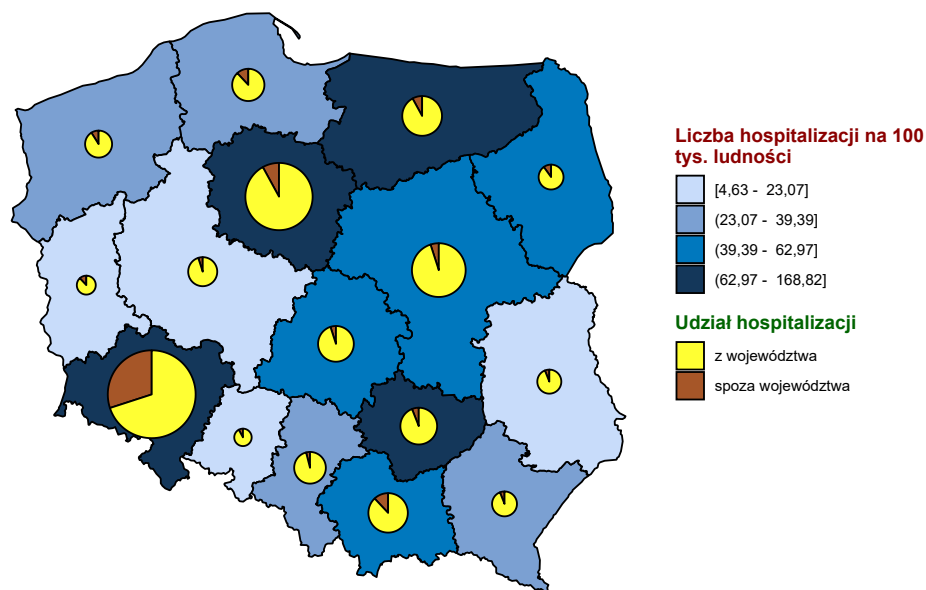 Liczba hospitalizacji na 100
tys. ludności
[4,63 - 23,07]
(23,07 - 39,39]
(39,39 - 62,97]
(62,97 - 168,82]
Udział hospitalizacji
z województwa
spoza województwa